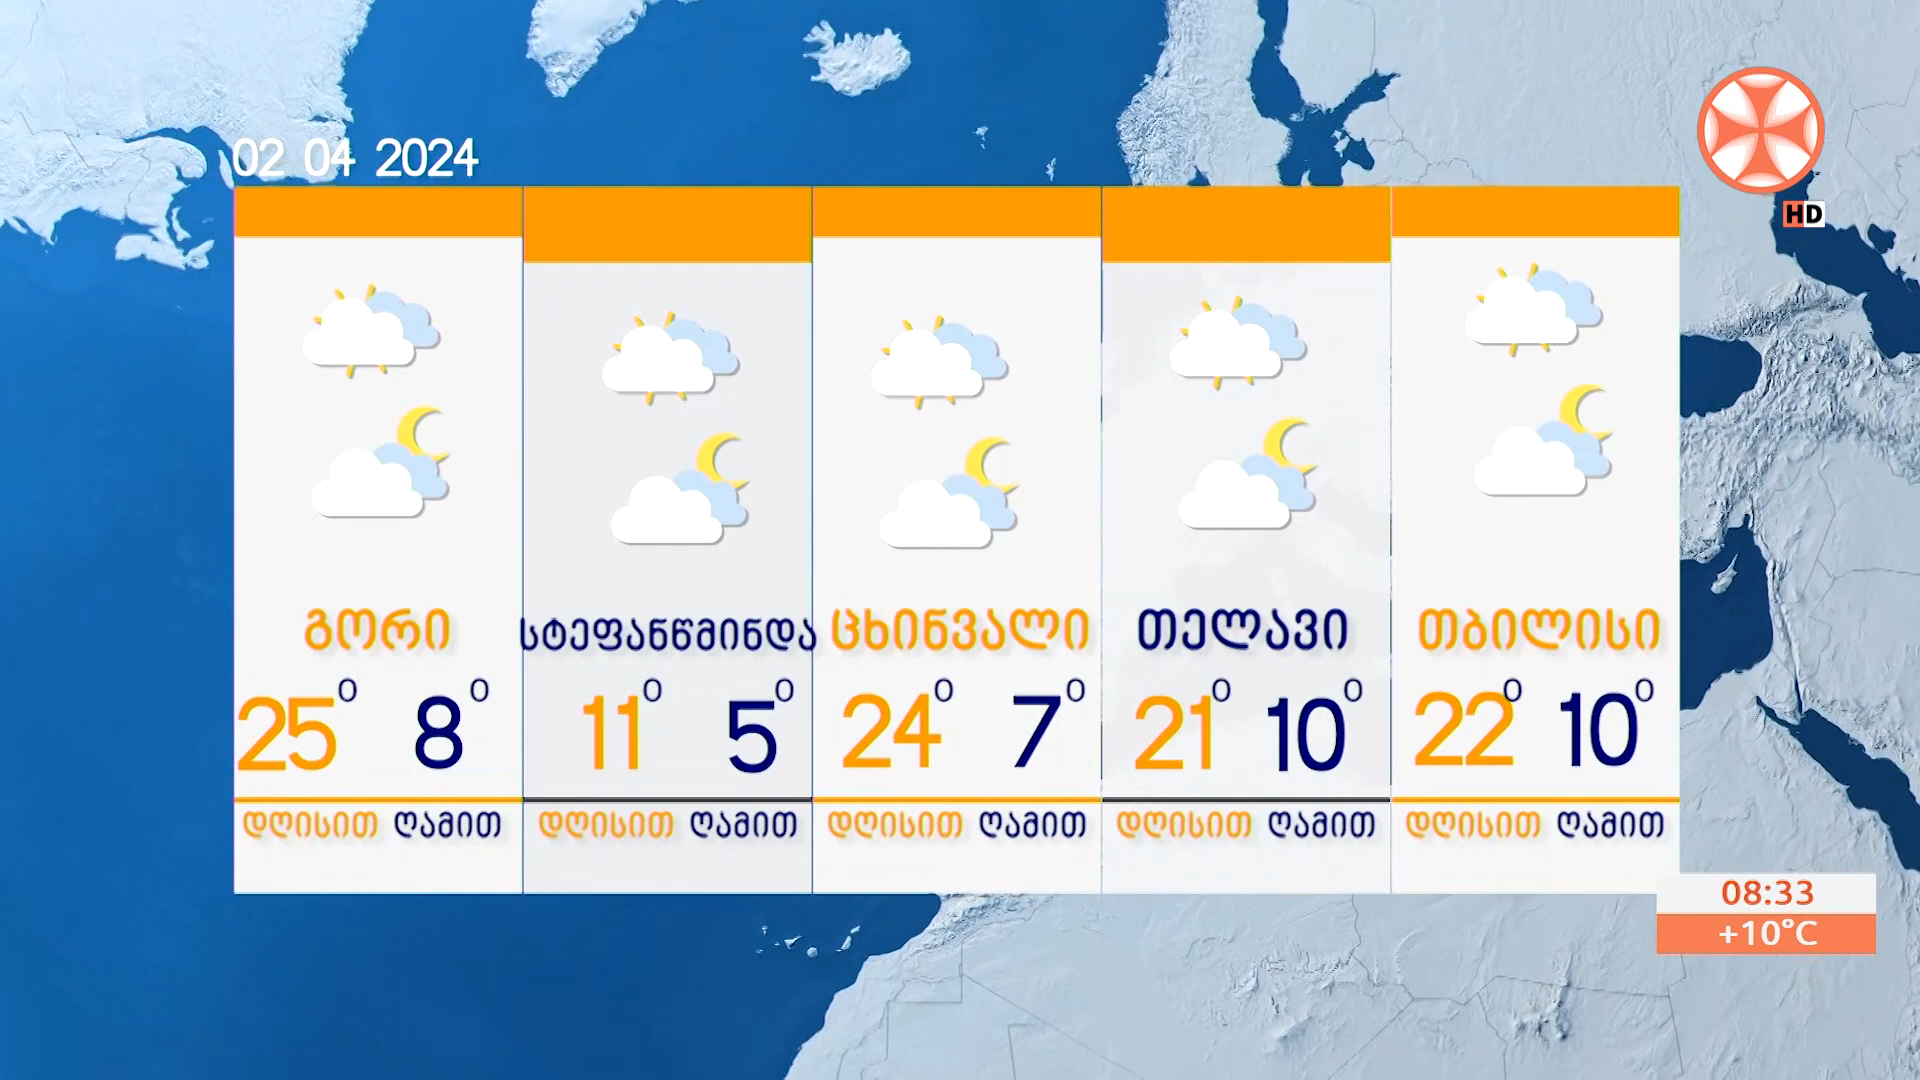 02 04 2024
HD
გორი
სტეფანწმინდა
ცხინვალი
თელავი
თბილისი
25° 8°
11° 5°
24° 7°
21° 10°
22° 10°
დღისით ღამით
დღისით ღამით
დღისით ღამით
დღისით ღამით
დღისით ღამით
08:33
+10°C